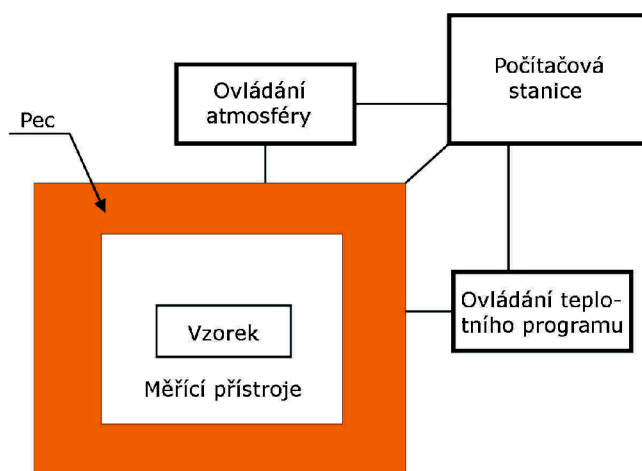 Počítačová
stanice
Ovládání
atmosféry
Pec
Ovládání teplo-
tního programu
Vzorek
Měřící přístroje